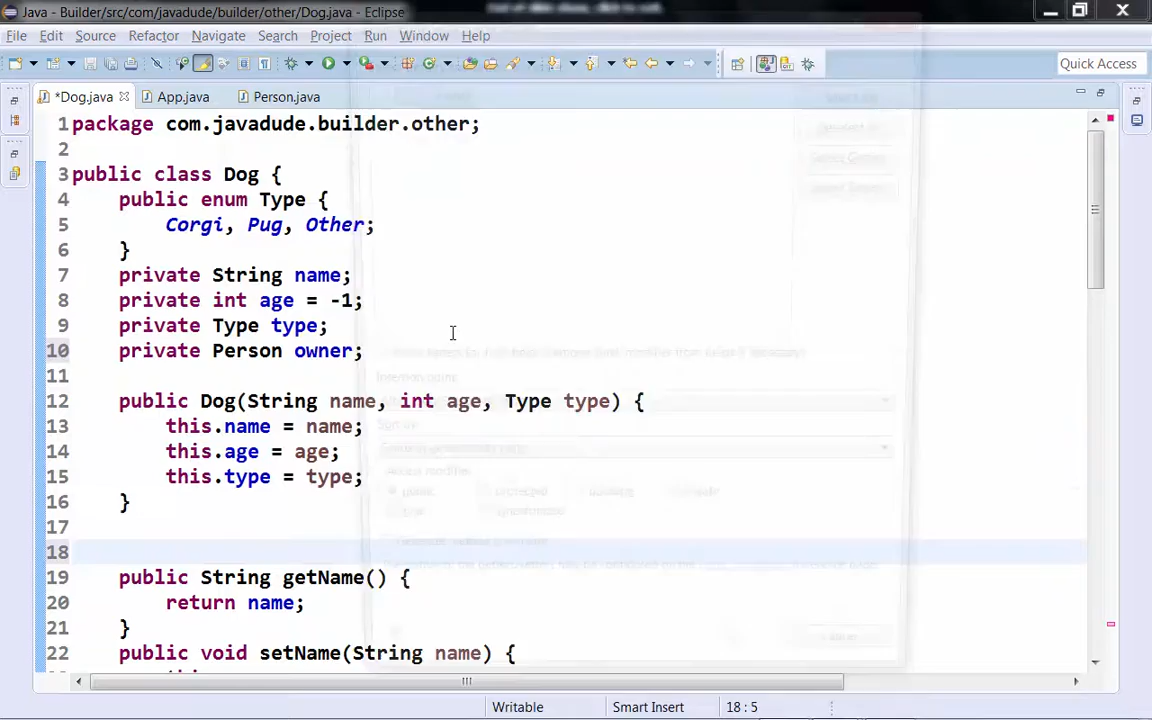 Java - Builder/src/com/javadude/builder/other/Dog.java - Eclipse
File Edit Source Refactor Navigate Search Project Run Window Help
Quick Access
*Dog.java App.java Person.java
1 package com.javadude.builder.other;
2
3 public class Dog {
4 public enum Type {
5 Corgi, Pug, Other;
6 }
7 private String name;
8 private int age = -1;
9 private Type type;
10 private Person owner;
11
12 public Dog(String name, int age, Type type) {
13 this.name = name;
14 this.age = age;
15 this.type = type;
16 }
17
18
19 public String getName() {
20 return name;
21 }
22 public void setName(String name) {
Writable Smart Insert 18 : 5